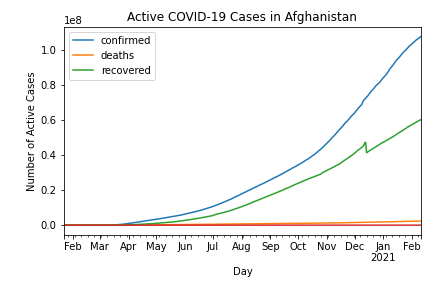 Active COVID-19 Cases in Afghanistan
1e8
confirmed
deaths
recovered
Number of Active Cases
1.0
0.8
0.6
0.4
0.2
0.0
Feb Mar Apr May Jun Jul Aug Sep Oct Nov Dec Jan Feb
2021
Day